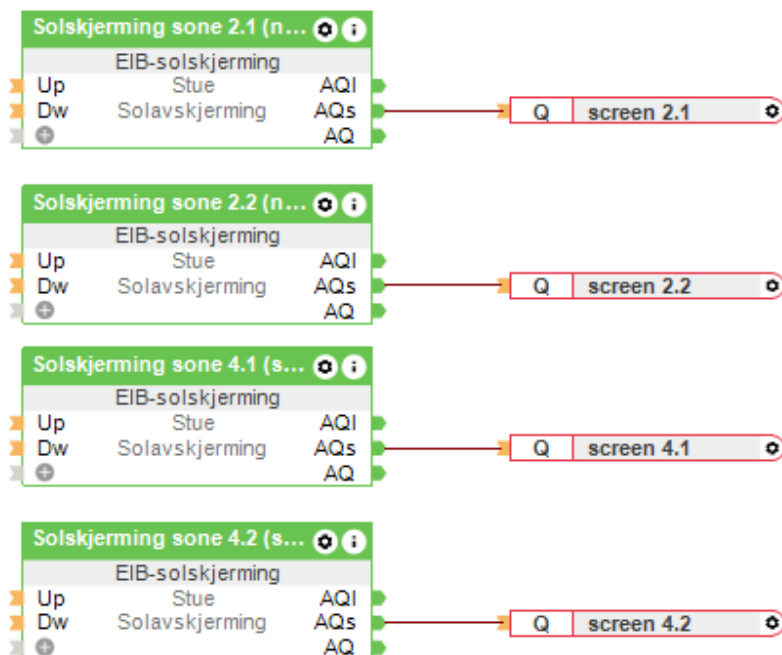 Solskjerming sone 2.1 (n...
EIB-solskjerming
Up Stue AQl
Dw Solavskjerming AQs
AQ
Q screen 2.1
Solskjerming sone 2.2 (n...
EIB-solskjerming
Up Stue AQl
Dw Solavskjerming AQs
AQ
Q screen 2.2
Solskjerming sone 4.1 (s...
EIB-solskjerming
Up Stue AQl
Dw Solavskjerming AQs
AQ
Q screen 4.1
Solskjerming sone 4.2 (s...
EIB-solskjerming
Up Stue AQl
Dw Solavskjerming AQs
AQ
Q screen 4.2